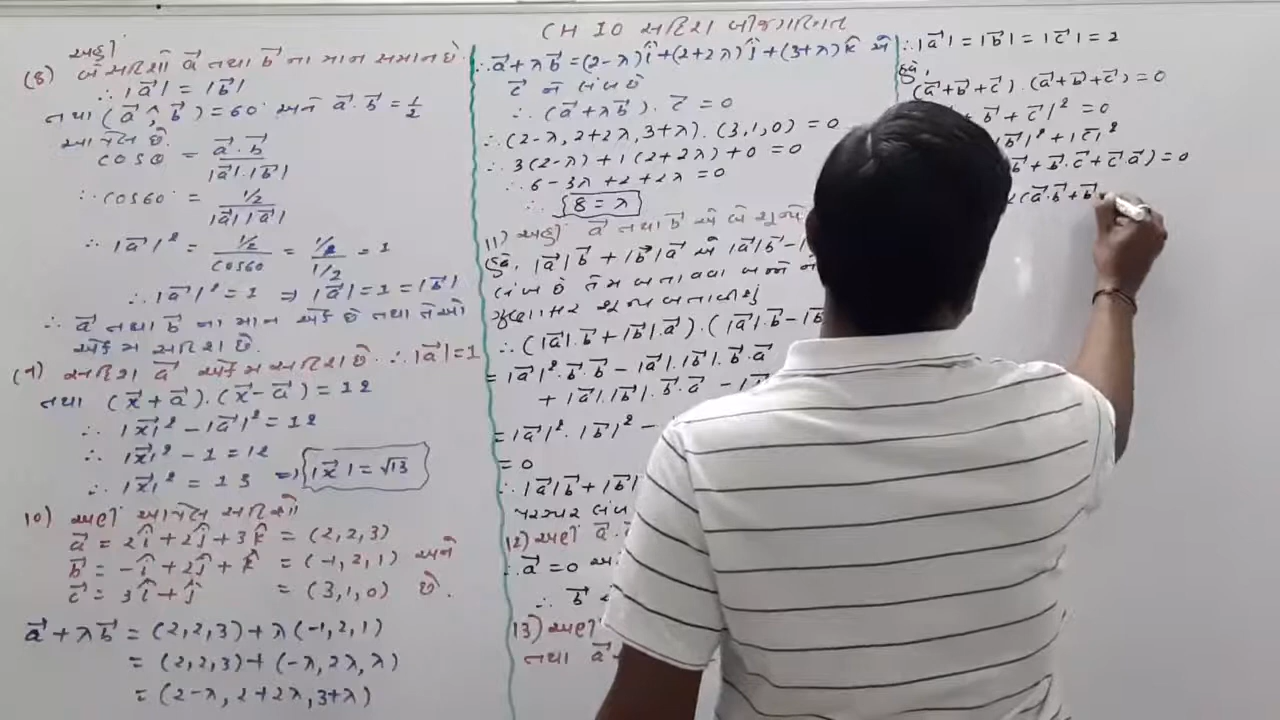 CH 10 સદિશ બીજગણિત
અહીં
(8) બે સદિશો a⃗ તથા b⃗ ના માન સમાન છે.
∴ |a⃗| = |b⃗|
તથા (a⃗ ^ b⃗) = 60° અને a⃗·b⃗ = 1/2
આપેલ છે.
cosθ = a⃗·b⃗ / |a⃗|·|b⃗|
∴ cos60 = 1/2 / |a⃗||a⃗|
∴ |a⃗|² = 1/2 / cos60 = 1/2 / 1/2 = 1
∴ |a⃗|² = 1 ⇒ |a⃗| = 1 = |b⃗|
∴ a⃗ તથા b⃗ ના માન એક છે તથા તેઓ
એકમ સદિશ છે.
(9) સદિશ a⃗ એકમ સદિશ છે. ∴ |a⃗| = 1
તથા (x⃗ + a⃗)·(x⃗ - a⃗) = 12
∴ |x⃗|² - |a⃗|² = 12
∴ |x⃗|² - 1 = 12
∴ |x⃗|² = 13 ⇒ |x⃗| = √13
10) અહીં આપેલ સદિશો
a⃗ = 2î + 2ĵ + 3k̂ = (2,2,3)
b⃗ = -î + 2ĵ + k̂ = (-1,2,1) અને
c⃗ = 3î + ĵ = (3,1,0) છે.
a⃗ + λb⃗ = (2,2,3) + λ(-1,2,1)
= (2,2,3) + (-λ,2λ,λ)
= (2-λ, 2+2λ, 3+λ)
∴ a⃗ + λb⃗ = (2-λ)î + (2+2λ)ĵ + (3+λ)k̂ એ
c⃗ ને લંબ છે
∴ (a⃗ + λb⃗)·c⃗ = 0
∴ (2-λ, 2+2λ, 3+λ)·(3,1,0) = 0
∴ 3(2-λ) + 1(2+2λ) + 0 = 0
∴ 6 - 3λ + 2 + 2λ = 0
∴ 8 = λ
11) અહીં a⃗ તથા b⃗ એ બે શૂન્યે
હવે, |a⃗|b⃗ + |b⃗|a⃗ એ |a⃗|b⃗ -
લંબ છે તેમ બતાવવા બન્ને
ગુણાકાર શૂન્ય બતાવીશું
∴ (|a⃗|·b⃗ + |b⃗|·a⃗)·(|a⃗|·b⃗ - |b
= |a⃗|²·b⃗·b⃗ - |a⃗|·|b⃗|·b⃗·a⃗
+ |a⃗|·|b⃗|·b⃗·a⃗ -
= |a⃗|²·|b⃗|² -
= 0
∴ |a⃗|b⃗ + |b⃗|
પરસ્પર લંબ
12) અહીં a⃗·
∴ a⃗ = 0 અ
∴ b⃗
13) અહીં
તથા a⃗
∴ |a⃗| = |b⃗| = |c⃗| = 2
હવે,
(a⃗ + b⃗ + c⃗)·(a⃗ + b⃗ + c⃗) = 0
b⃗ + c⃗|² = 0
|b⃗|² + |c⃗|²
b⃗ + b⃗·c⃗ + c⃗·a⃗) = 0
(a⃗·b⃗ + b⃗